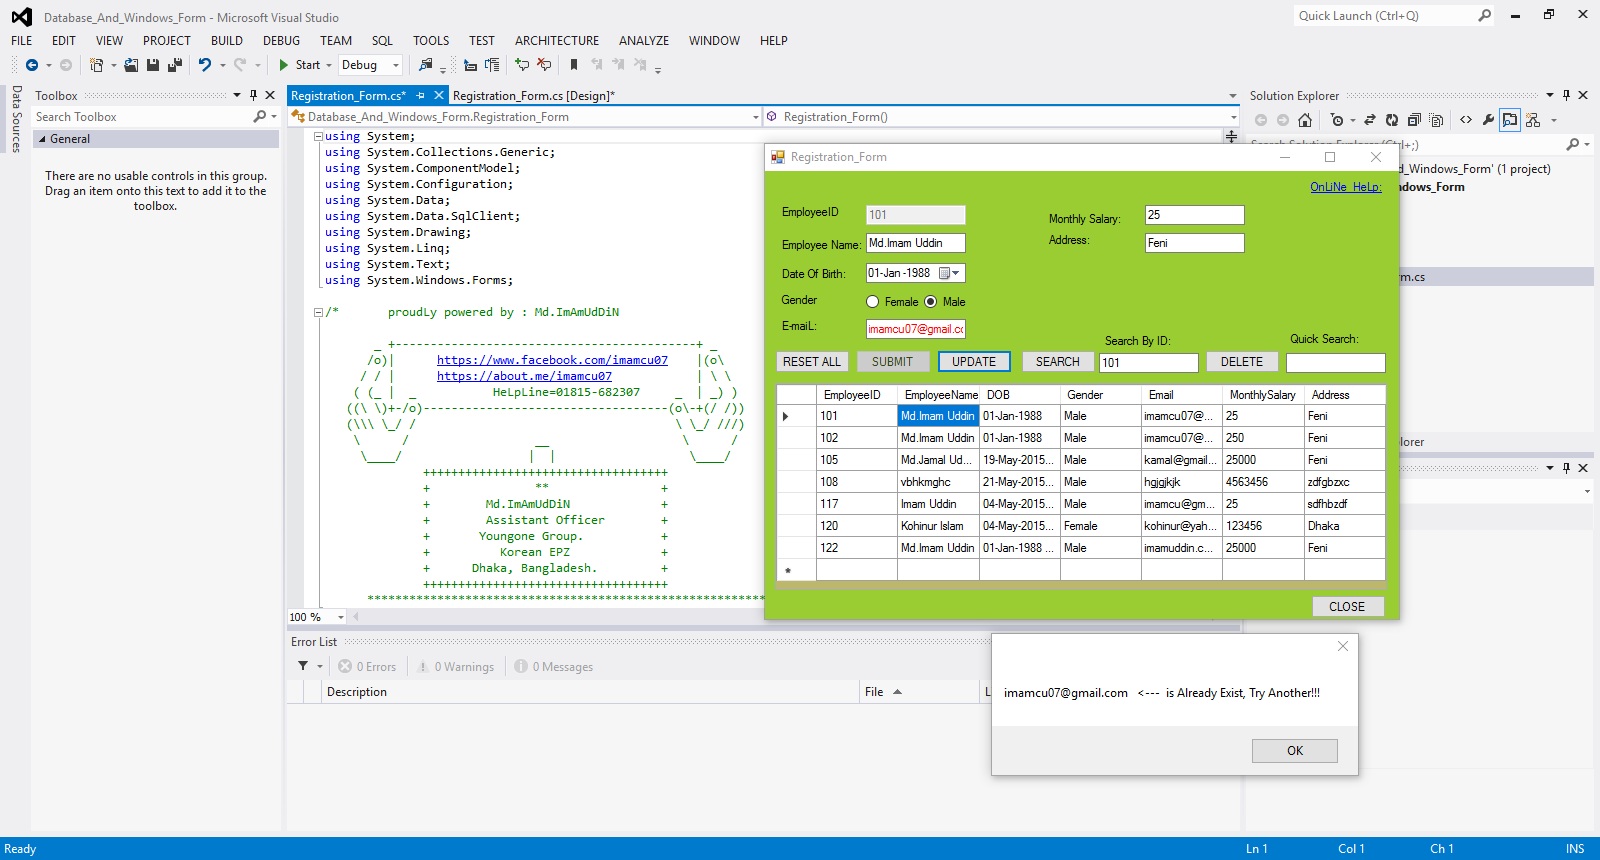 Database_And_Windows_Form - Microsoft Visual Studio
Quick Launch (Ctrl+Q)
FILE EDIT VIEW PROJECT BUILD DEBUG TEAM SQL TOOLS TEST ARCHITECTURE ANALYZE WINDOW HELP
Start Debug
Data Sources
Toolbox
Search Toolbox
General
There are no usable controls in this group.
Drag an item onto this text to add it to the
toolbox.
Registration_Form.cs* Registration_Form.cs [Design]*
Database_And_Windows_Form.Registration_Form Registration_Form()
using System;
using System.Collections.Generic;
using System.ComponentModel;
using System.Configuration;
using System.Data;
using System.Data.SqlClient;
using System.Drawing;
using System.Linq;
using System.Text;
using System.Windows.Forms;
/* proudLy powered by : Md.ImAmUdDiN
_ +-------------------------------------------+ _
/o)| https://www.facebook.com/imamcu07 |(o\
/ / | https://about.me/imamcu07 | \ \
( (_ | _ HeLpLine=01815-682307 _ | _) )
((\ \)+-/o)-----------------------------------(o\-+(/ /))
(\\\ \_/ / \ \_/ ///)
\ / __ \ /
\____/ | | \____/
++++++++++++++++++++++++++++++++++
+ ** +
+ Md.ImAmUdDiN +
+ Assistant Officer +
+ Youngone Group. +
+ Korean EPZ +
+ Dhaka, Bangladesh. +
++++++++++++++++++++++++++++++++++
*********************************************************
100 %
Error List
0 Errors 0 Warnings 0 Messages
Description File L
Solution Explorer
d_Windows_Form' (1 project)
ndows_Form
rm.cs
lorer
Registration_Form
OnLiNe HeLp:
EmployeeID 101
Monthly Salary: 25
Employee Name: Md.Imam Uddin
Address: Feni
Date Of Birth: 01-Jan-1988
Gender Female Male
E-maiL: imamcu07@gmail.co
Search By ID: Quick Search:
RESET ALL SUBMIT UPDATE SEARCH 101 DELETE
EmployeeID EmployeeName DOB Gender Email MonthlySalary Address
101 Md.Imam Uddin 01-Jan-1988 Male imamcu07@... 25 Feni
102 Md.Imam Uddin 01-Jan-1988 Male imamcu07@... 250 Feni
105 Md.Jamal Ud... 19-May-2015... Male kamal@gmail... 25000 Feni
108 vbhkmghc 21-May-2015... Male hgjgjkjk 4563456 zdfgbzxc
117 Imam Uddin 04-May-2015... Male imamcu@gm... 25 sdfhbzdf
120 Kohinur Islam 04-May-2015... Female kohinur@yah... 123456 Dhaka
122 Md.Imam Uddin 01-Jan-1988 ... Male imamuddin.c... 25000 Feni
*
CLOSE
imamcu07@gmail.com <--- is Already Exist, Try Another!!!
OK
Ready Ln 1 Col 1 Ch 1 INS